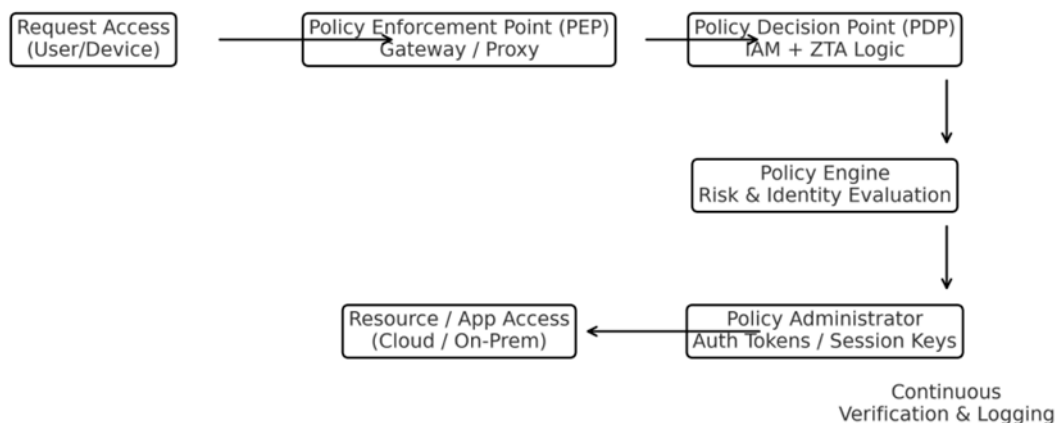 Request Access
(User/Device)
Policy Enforcement Point (PEP)
Gateway / Proxy
Policy Decision Point (PDP)
IAM + ZTA Logic
Policy Engine
Risk & Identity Evaluation
Resource / App Access
(Cloud / On-Prem)
Policy Administrator
Auth Tokens / Session Keys
Continuous
Verification & Logging